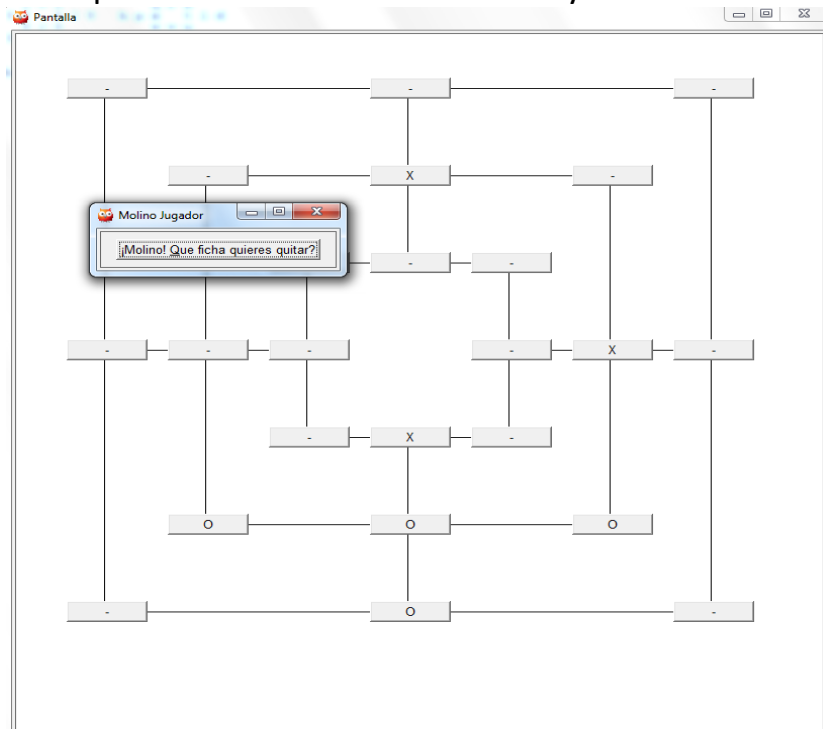 Pantalla
- - -
- X -
Molino Jugador
¡Molino! Que ficha quieres quitar?
- -
- - - - X -
- X -
O O O
- O -